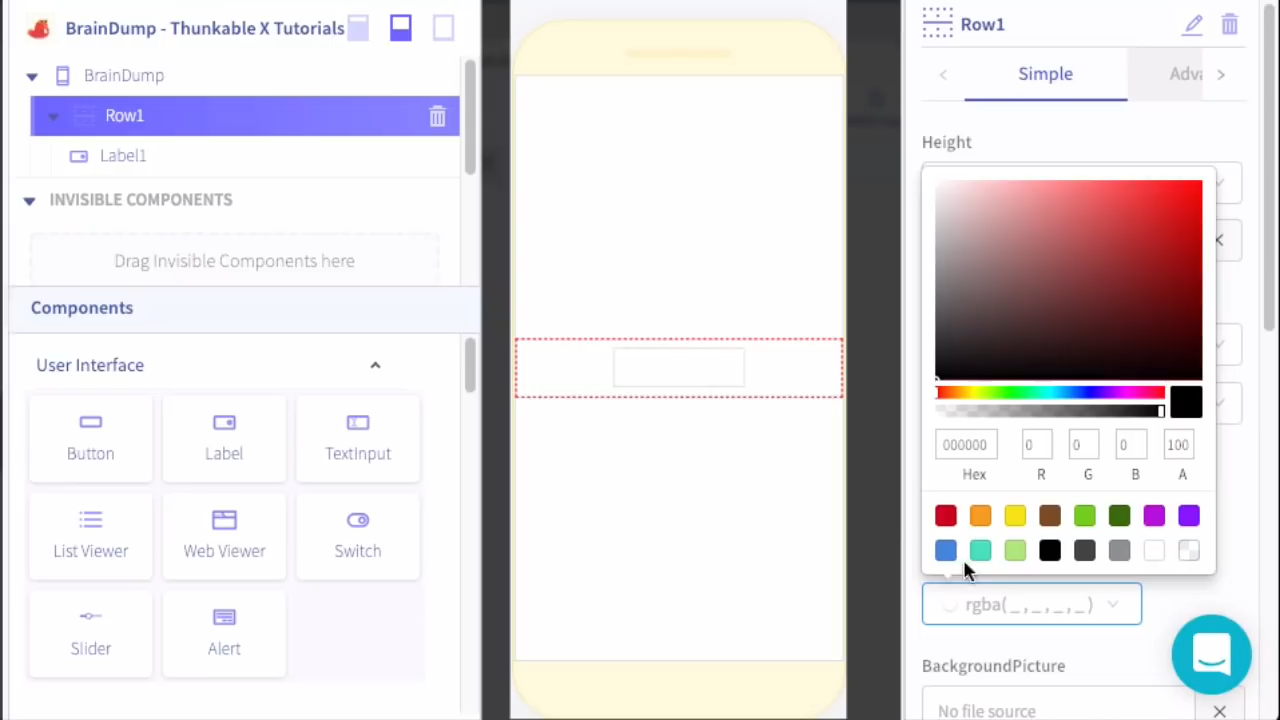 BrainDump - Thunkable X Tutorials
BrainDump
Row1
Label1
INVISIBLE COMPONENTS
Drag Invisible Components here
Components
User Interface
Button
Label
TextInput
List Viewer
Web Viewer
Switch
Slider
Alert
Row1
Simple
Adva
Height
000000 0 0 0 100
Hex R G B A
rgba(_,_,_,_)
BackgroundPicture
No file source